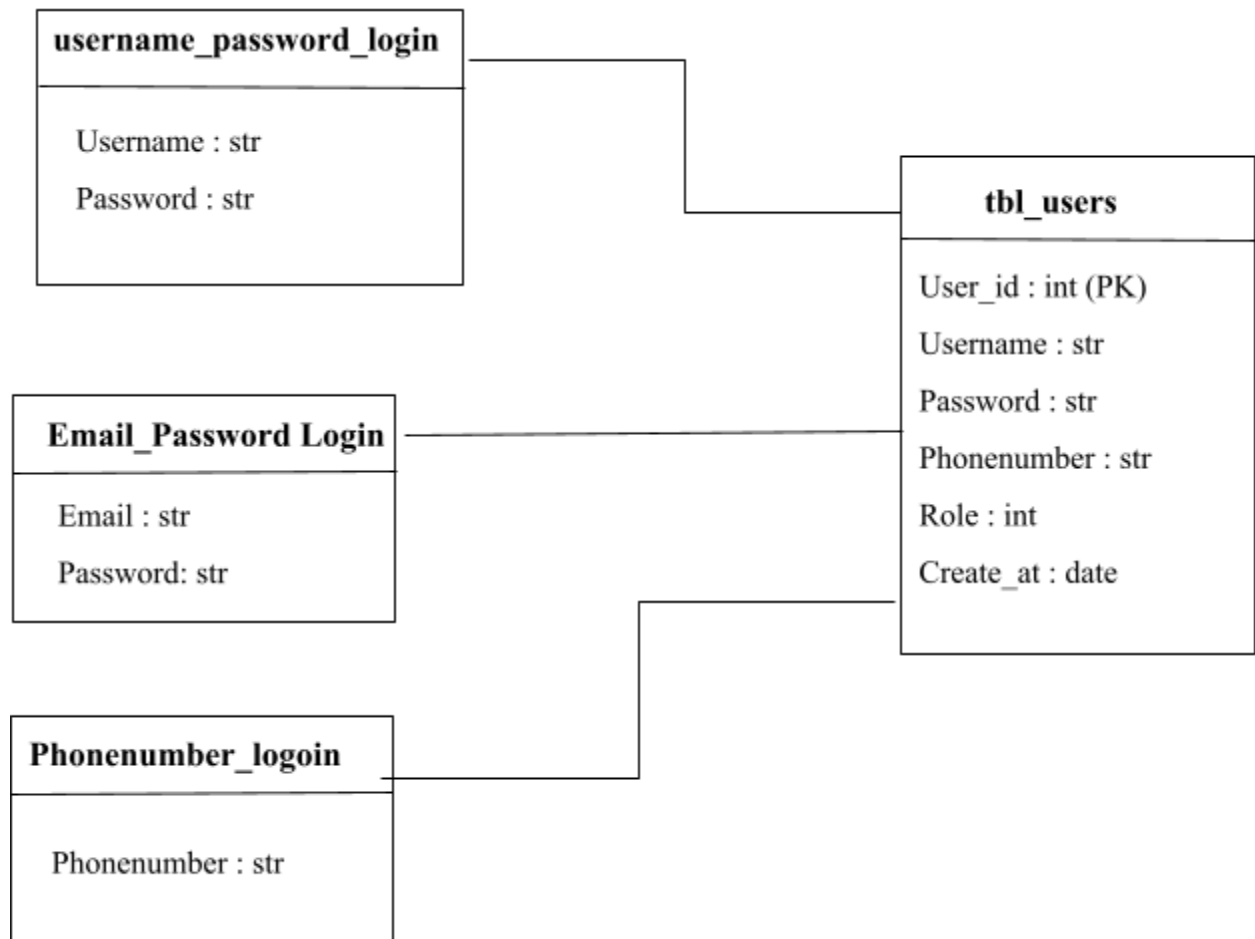 username_password_login
Username : str
Password : str
tbl_users
User_id : int (PK)
Username : str
Password : str
Phonenumber : str
Role : int
Create_at : date
Email_Password Login
Email : str
Password: str
Phonenumber_logoin
Phonenumber : str